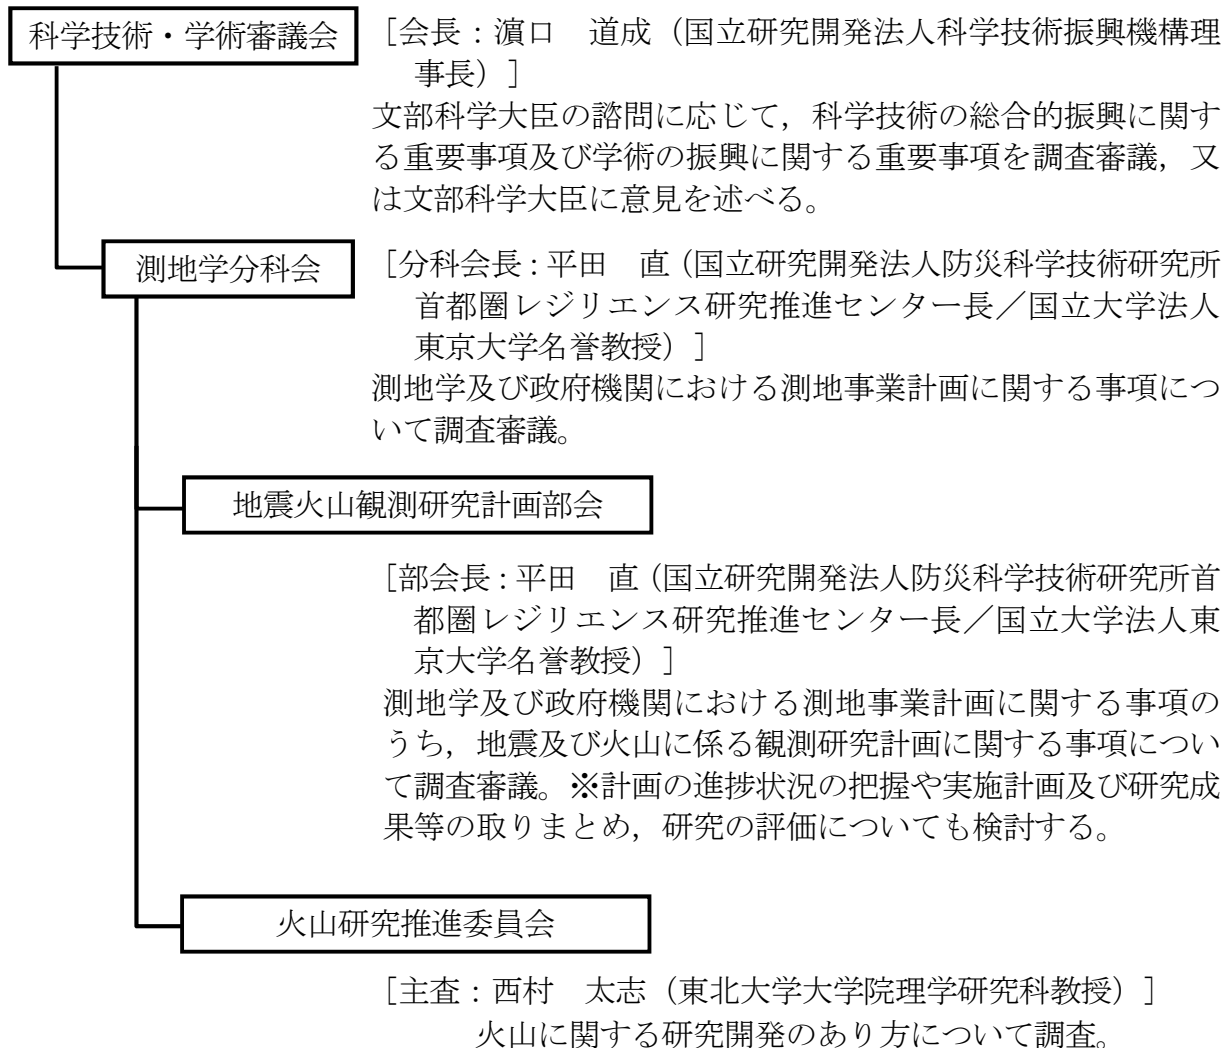 科学技術・学術審議会
［会長：濵口　道成（国立研究開発法人科学技術振興機構理
事長）］
文部科学大臣の諮問に応じて，科学技術の総合的振興に関す
る重要事項及び学術の振興に関する重要事項を調査審議，又
は文部科学大臣に意見を述べる。
測地学分科会
［分科会長：平田　直（国立研究開発法人防災科学技術研究所
首都圏レジリエンス研究推進センター長／国立大学法人
東京大学名誉教授）］
測地学及び政府機関における測地事業計画に関する事項につ
いて調査審議。
地震火山観測研究計画部会
［部会長：平田　直（国立研究開発法人防災科学技術研究所首
都圏レジリエンス研究推進センター長／国立大学法人東
京大学名誉教授）］
測地学及び政府機関における測地事業計画に関する事項の
うち，地震及び火山に係る観測研究計画に関する事項につい
て調査審議。※計画の進捗状況の把握や実施計画及び研究成
果等の取りまとめ，研究の評価についても検討する。
火山研究推進委員会
［主査：西村　太志（東北大学大学院理学研究科教授）］
火山に関する研究開発のあり方について調査。